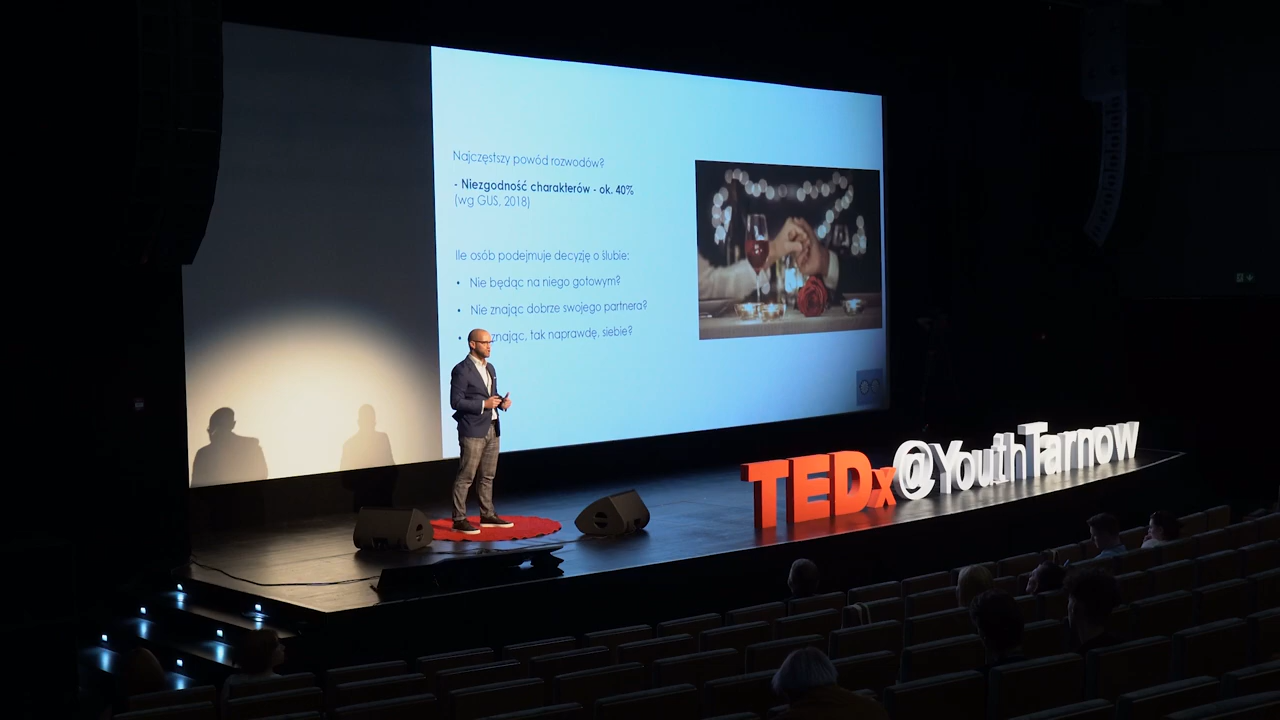 Najczęstszy powód rozwodów?
- Niezgodność charakterów - ok. 40%
(wg GUS, 2018)
Ile osób podejmuje decyzję o ślubie:
• Nie będąc na niego gotowym?
• Nie znając dobrze swojego partnera?
• znając, tak naprawdę, siebie?
TEDx@YouthTarnow